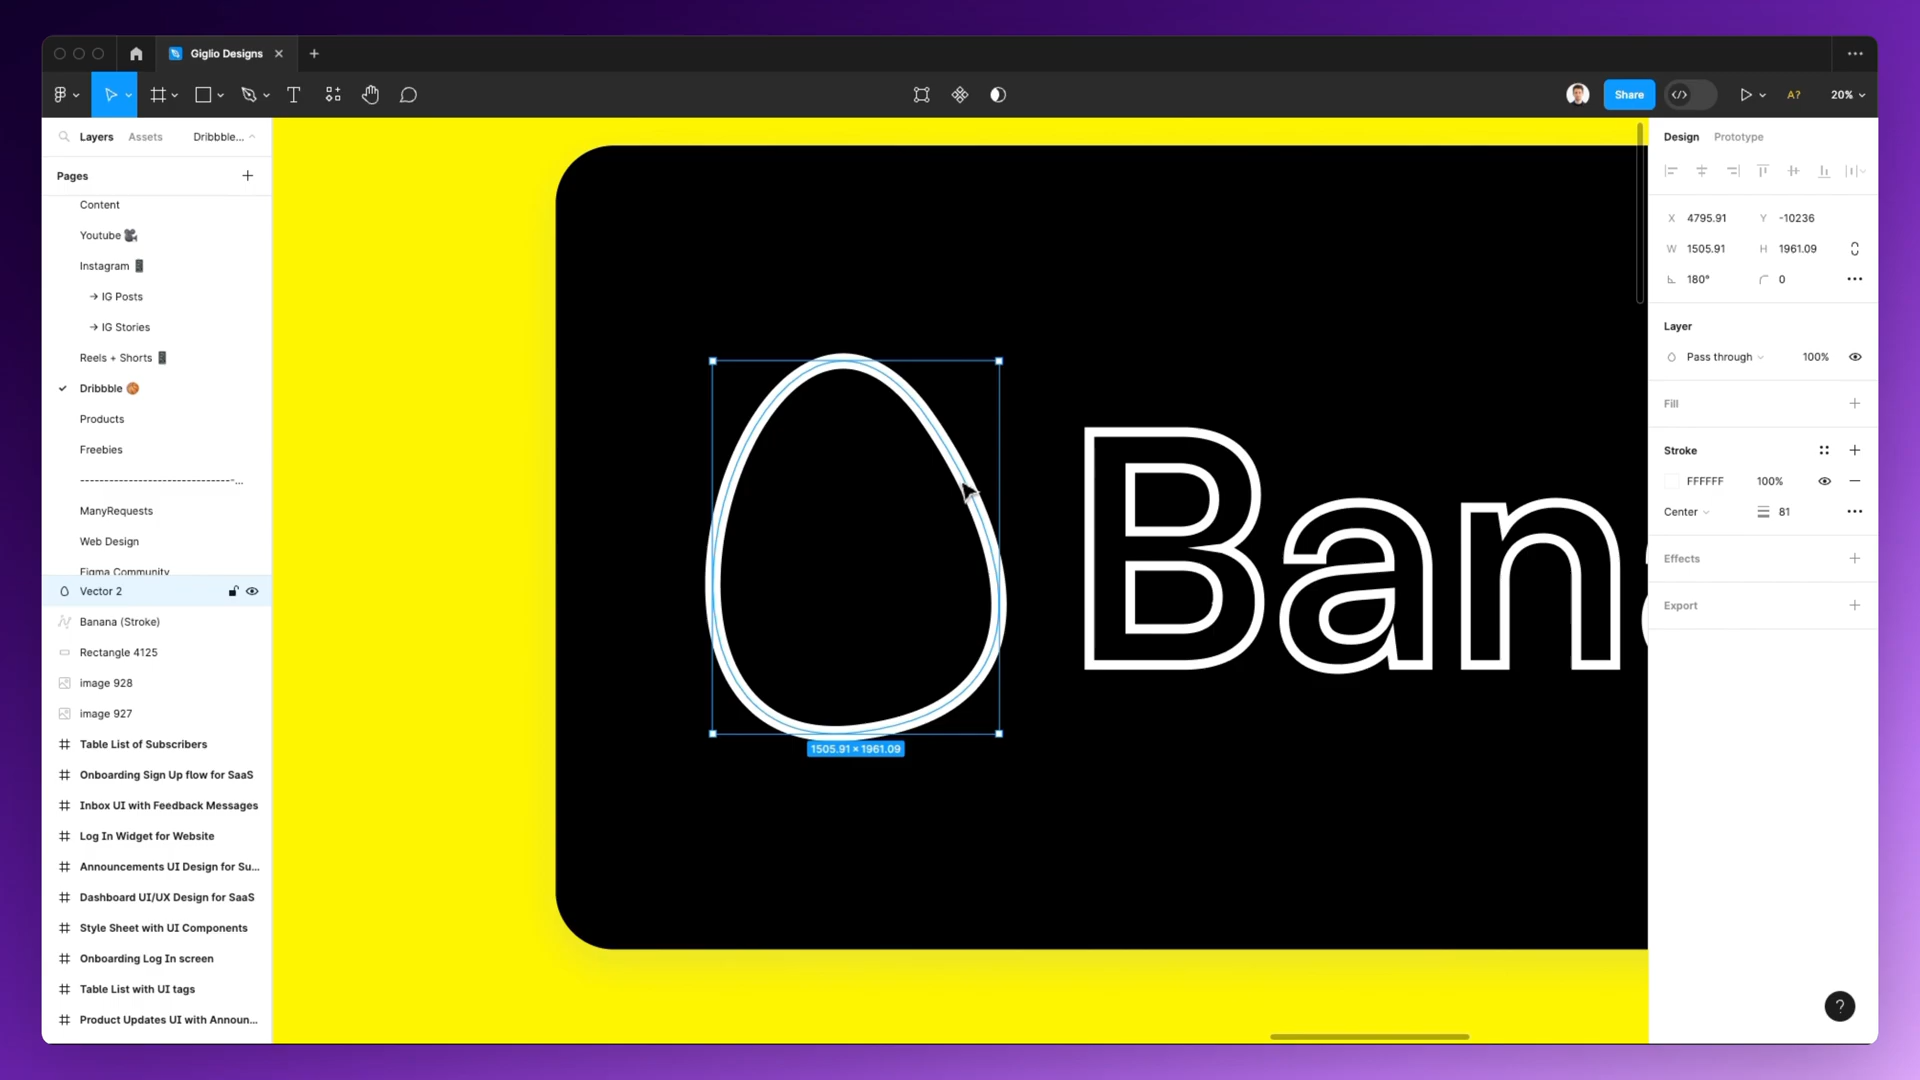 Giglio Designs
Share
A?
20%
Layers
Assets
Dribbble...
Pages
Content
Youtube 🎥
Instagram 📱
→ IG Posts
→ IG Stories
Reels + Shorts 📱
Dribbble 🏀
Products
Freebies
--------------------------------...
ManyRequests
Web Design
Figma Community
Vector 2
Banana (Stroke)
Rectangle 4125
image 928
image 927
Table List of Subscribers
Onboarding Sign Up flow for SaaS
Inbox UI with Feedback Messages
Log In Widget for Website
Announcements UI Design for Su...
Dashboard UI/UX Design for SaaS
Style Sheet with UI Components
Onboarding Log In screen
Table List with UI tags
Product Updates UI with Announ...
Bana
1505.91 × 1961.09
Design
Prototype
X 4795.91 Y -10236
W 1505.91 H 1961.09
180° 0
Layer
Pass through 100%
Fill
Stroke
FFFFFF 100%
Center 81
Effects
Export
?